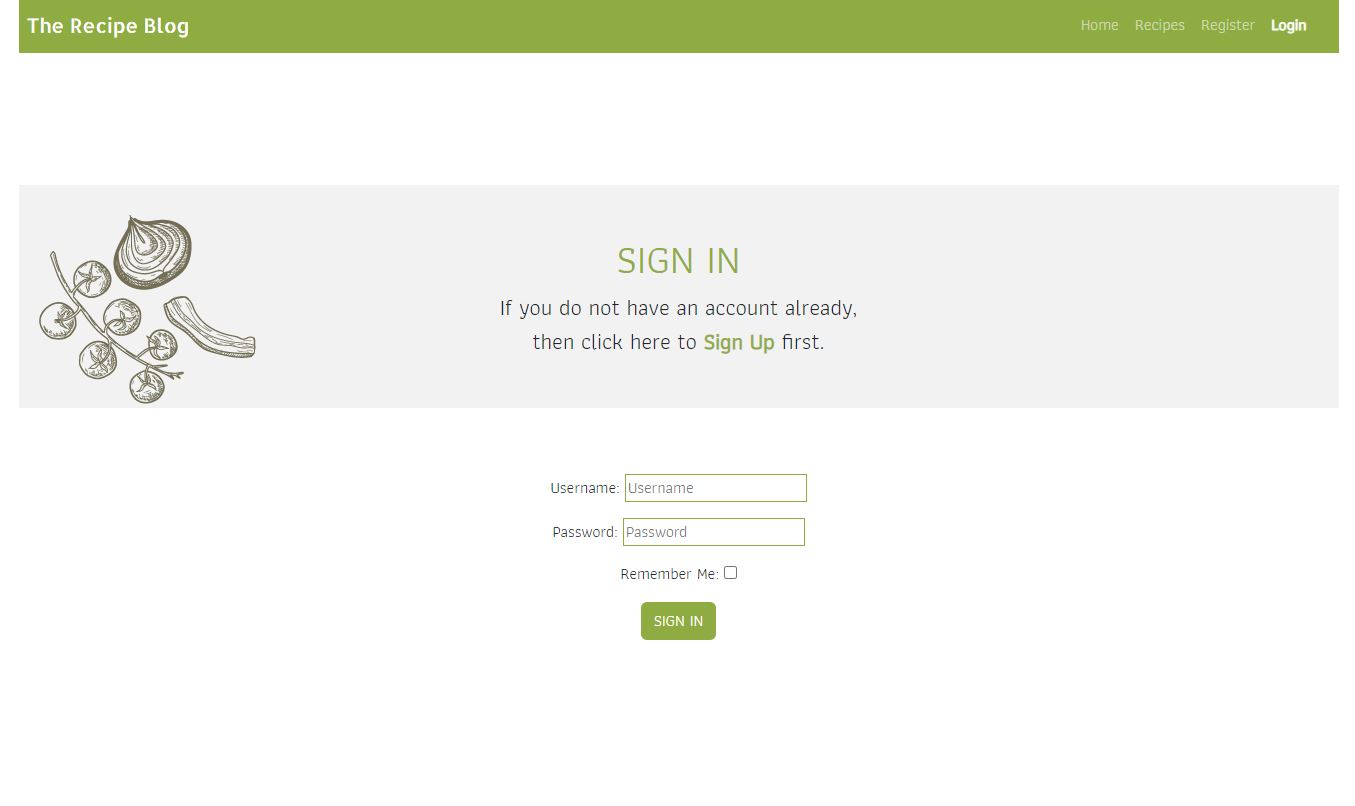 The Recipe Blog
Home Recipes Register Login
SIGN IN
If you do not have an account already,
then click here to Sign Up first.
Username: Username
Password: Password
Remember Me:
SIGN IN